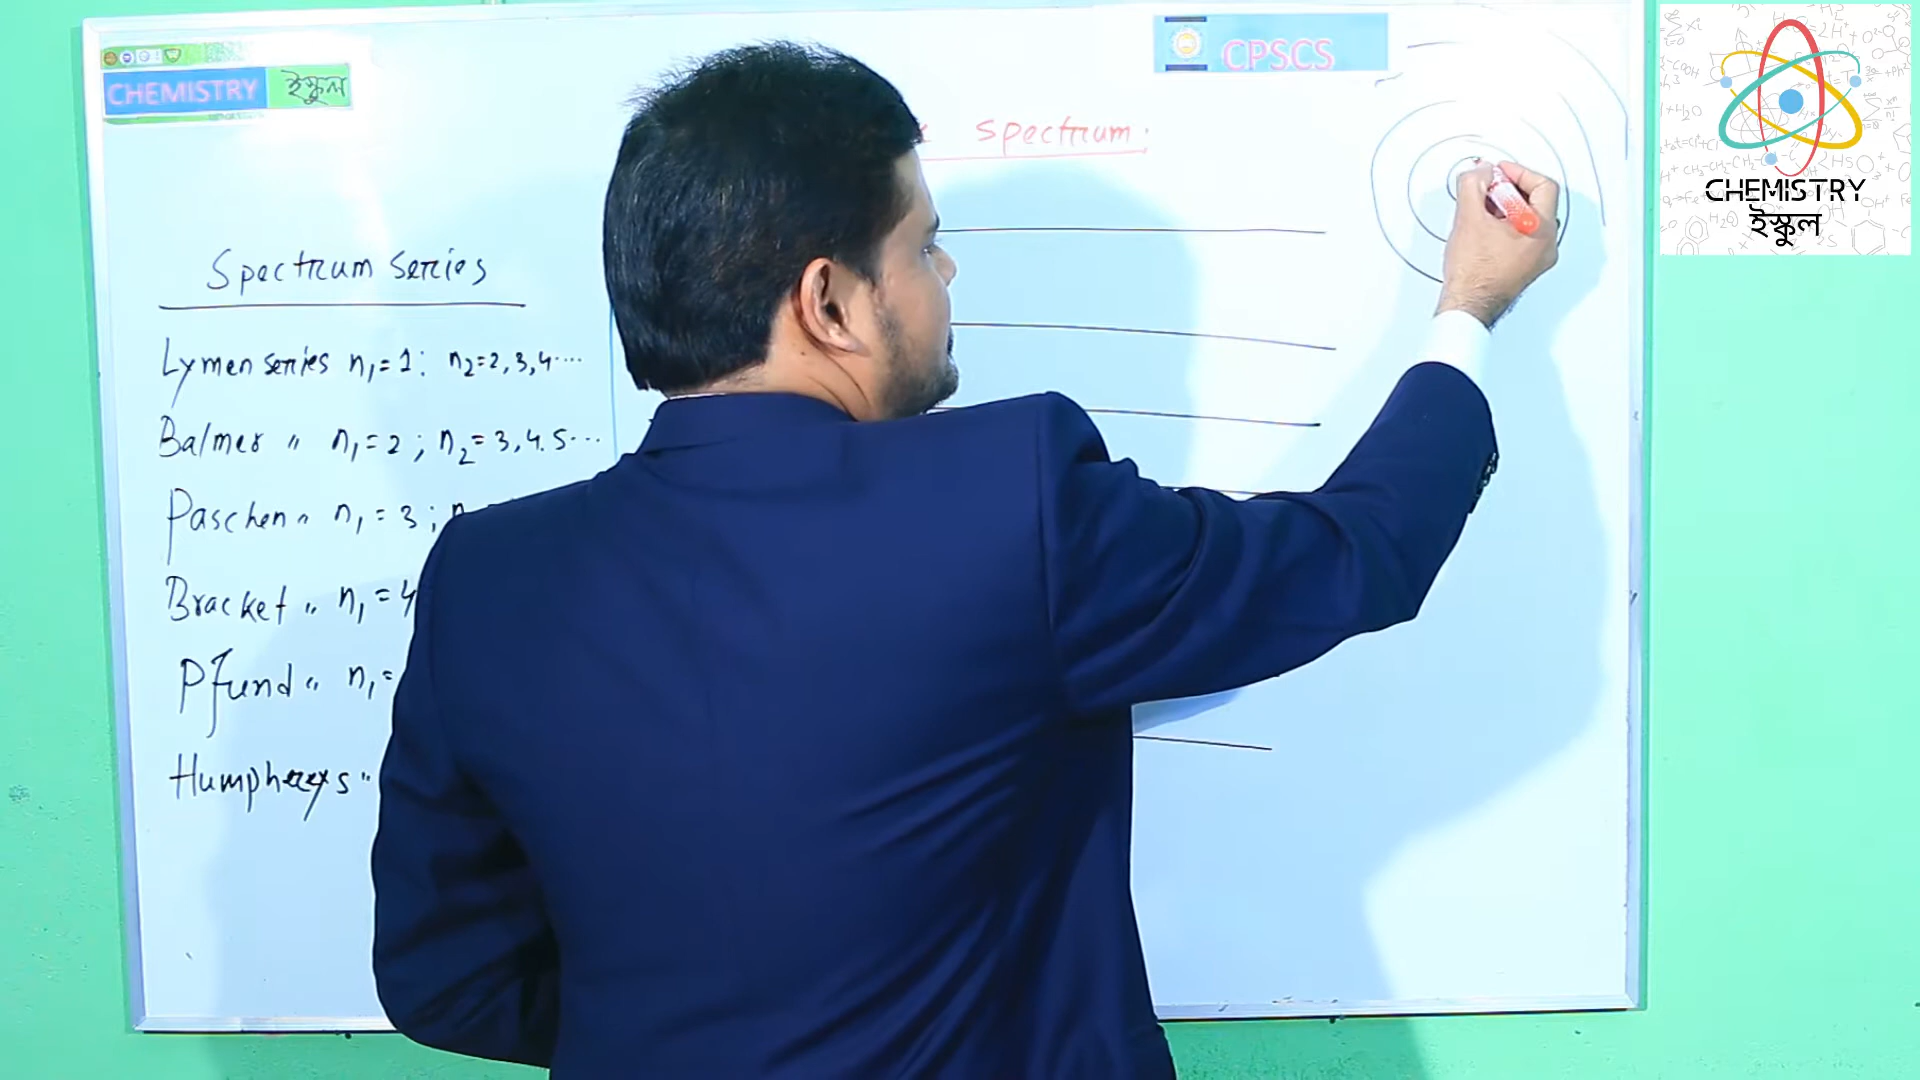 CHEMISTRY ইস্কুল
CPSCS
CHEMISTRY
ইস্কুল
Spectrum:
Spectrum series
Lymen series n₁=1: n₂=2,3,4....
Balmer " n₁=2; n₂=3,4.5...
Paschen " n₁=3; n
Bracket " n₁=4
Pfund " n₁=
Humphreys "